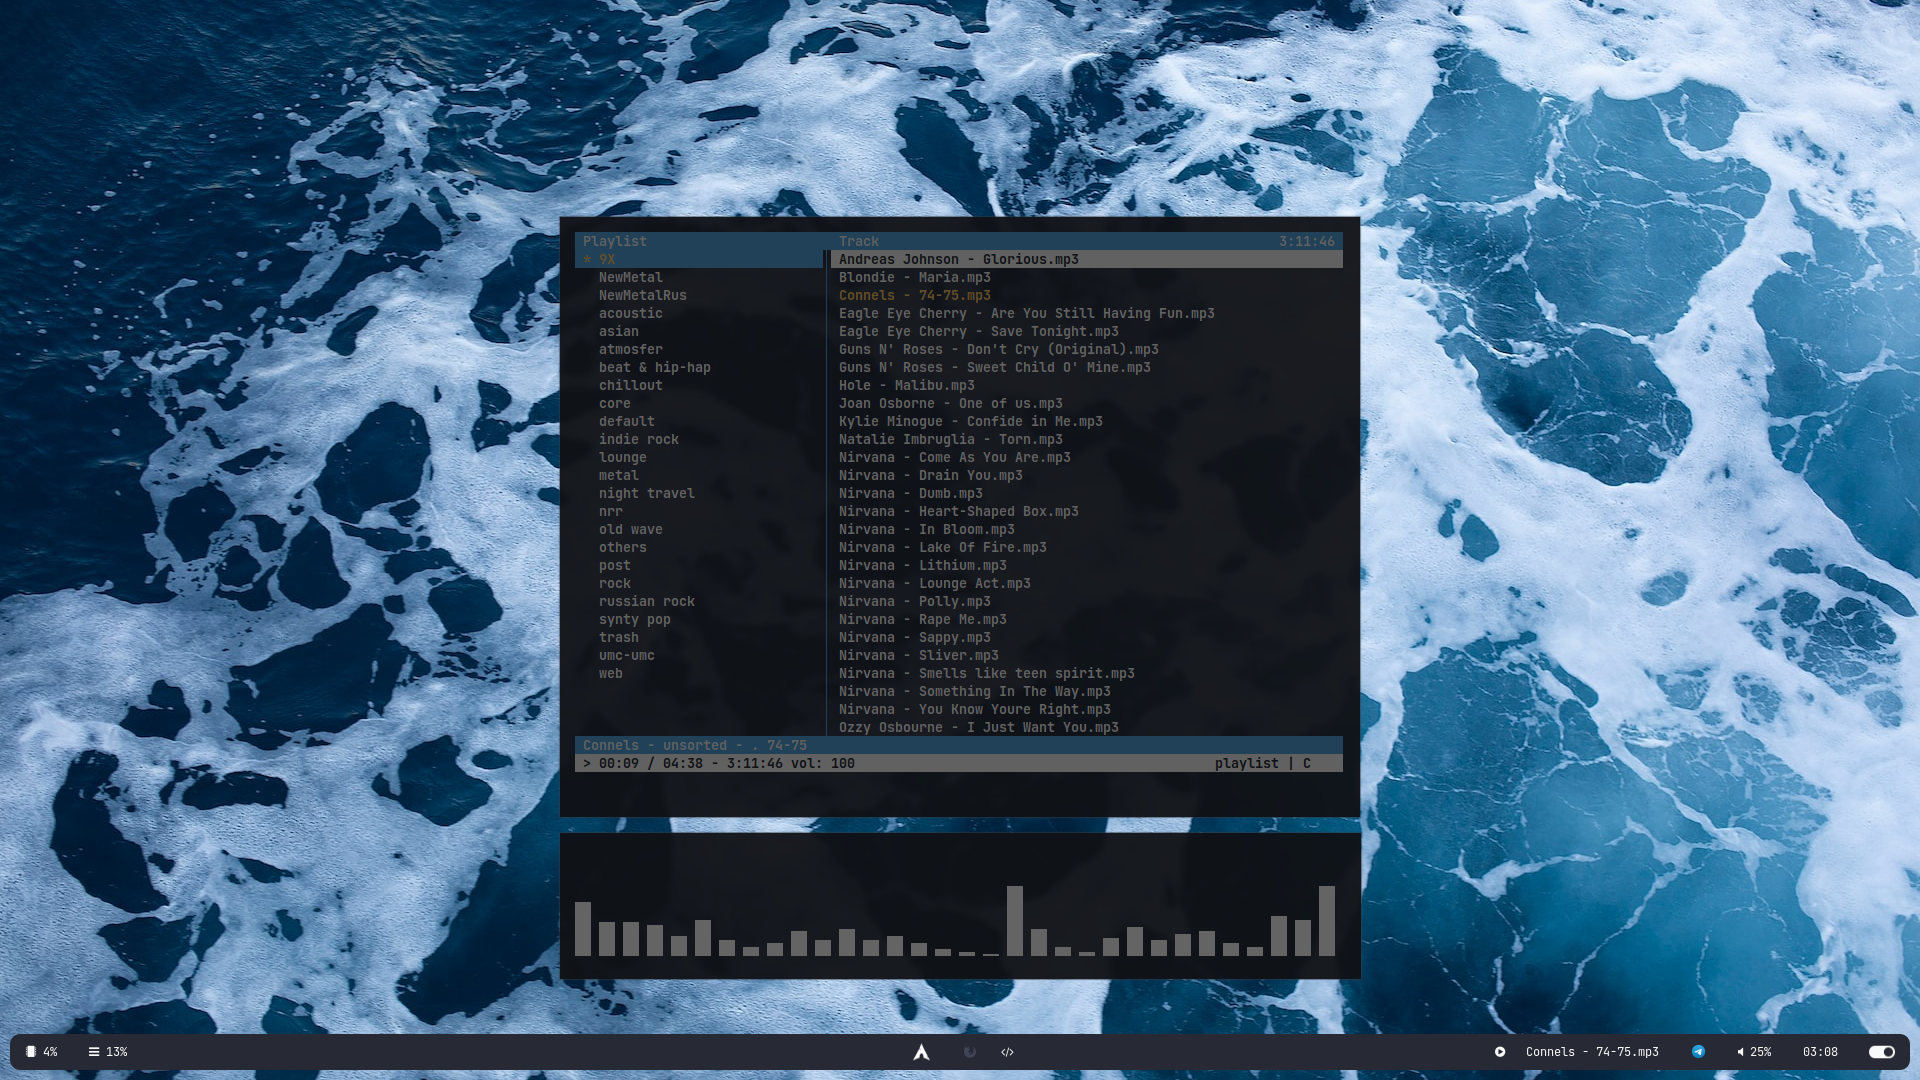 Playlist Track 3:11:46
* 9X Andreas Johnson - Glorious.mp3
NewMetal Blondie - Maria.mp3
NewMetalRus Connels - 74-75.mp3
acoustic Eagle Eye Cherry - Are You Still Having Fun.mp3
asian Eagle Eye Cherry - Save Tonight.mp3
atmosfer Guns N' Roses - Don't Cry (Original).mp3
beat & hip-hap Guns N' Roses - Sweet Child O' Mine.mp3
chillout Hole - Malibu.mp3
core Joan Osborne - One of us.mp3
default Kylie Minogue - Confide in Me.mp3
indie rock Natalie Imbruglia - Torn.mp3
lounge Nirvana - Come As You Are.mp3
metal Nirvana - Drain You.mp3
night travel Nirvana - Dumb.mp3
nrr Nirvana - Heart-Shaped Box.mp3
old wave Nirvana - In Bloom.mp3
others Nirvana - Lake Of Fire.mp3
post Nirvana - Lithium.mp3
rock Nirvana - Lounge Act.mp3
russian rock Nirvana - Polly.mp3
synty pop Nirvana - Rape Me.mp3
trash Nirvana - Sappy.mp3
umc-umc Nirvana - Sliver.mp3
web Nirvana - Smells like teen spirit.mp3
Nirvana - Something In The Way.mp3
Nirvana - You Know Youre Right.mp3
Ozzy Osbourne - I Just Want You.mp3
Connels - unsorted - . 74-75
> 00:09 / 04:38 - 3:11:46 vol: 100 playlist | C
4% 13% </> Connels - 74-75.mp3 25% 03:08